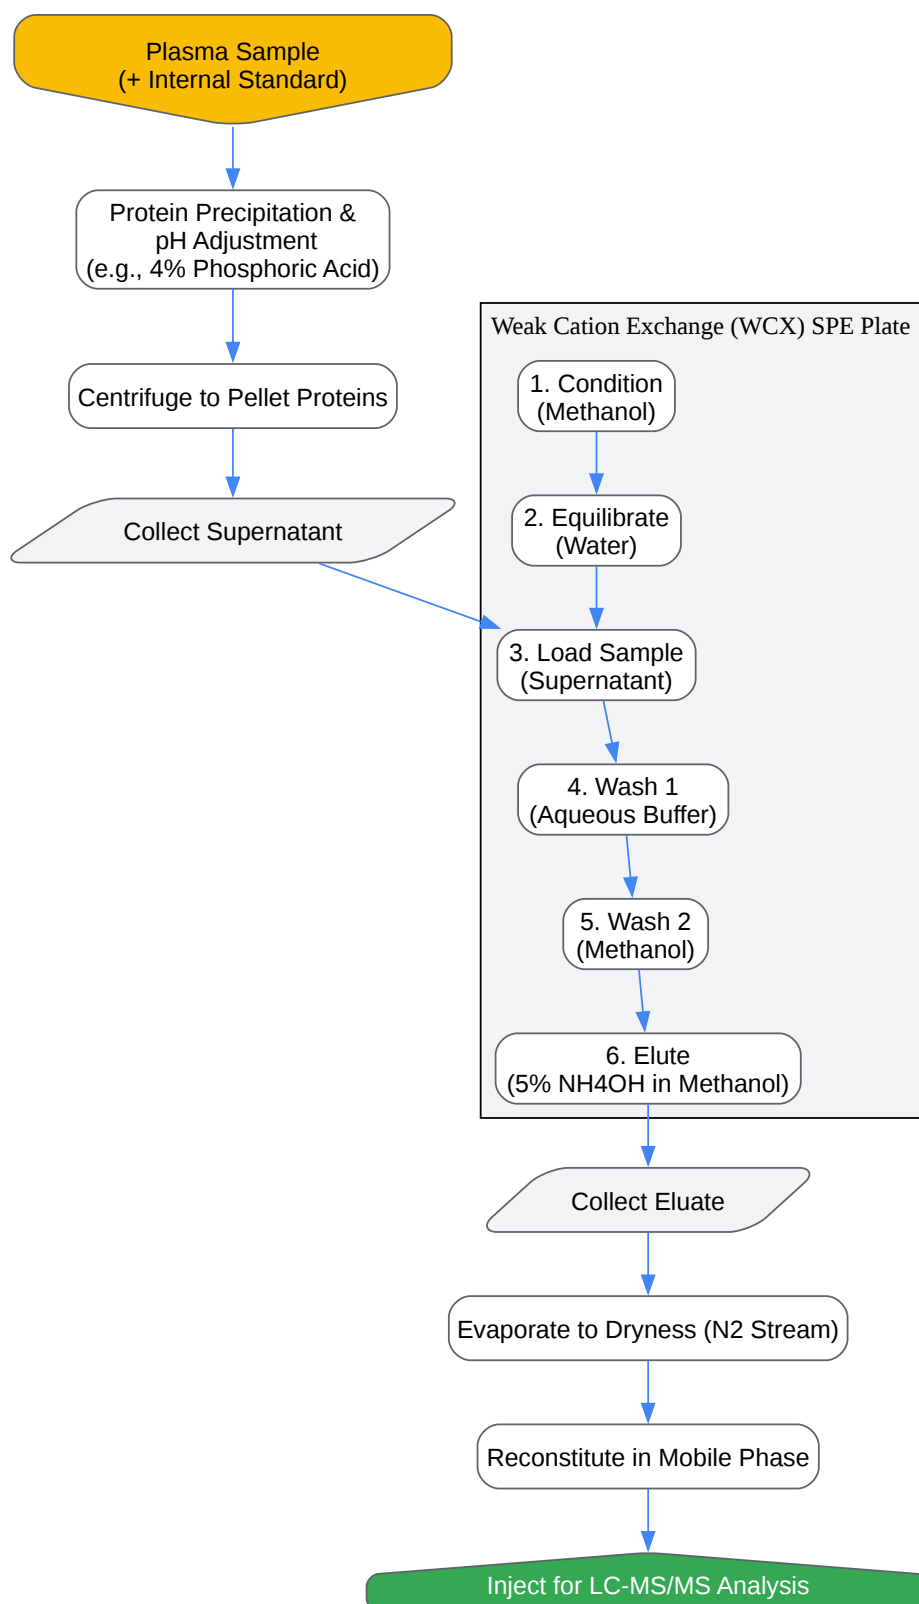 Plasma Sample
(+ Internal Standard)
Protein Precipitation &
pH Adjustment
(e.g., 4% Phosphoric Acid)
Centrifuge to Pellet Proteins
Collect Supernatant
Weak Cation Exchange (WCX) SPE Plate
1. Condition
(Methanol)
2. Equilibrate
(Water)
3. Load Sample
(Supernatant)
4. Wash 1
(Aqueous Buffer)
5. Wash 2
(Methanol)
6. Elute
(5% NH4OH in Methanol)
Collect Eluate
Evaporate to Dryness (N2 Stream)
Reconstitute in Mobile Phase
Inject for LC-MS/MS Analysis